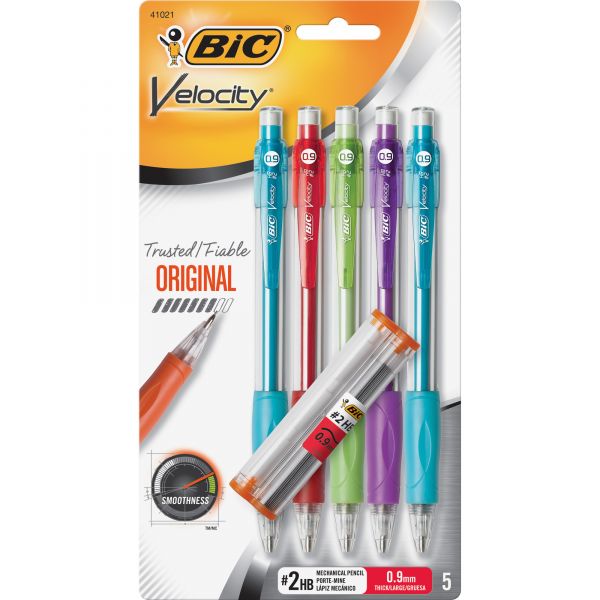 41021
BIC
Velocity®
0.9
0.9
0.9
0.9
0.9
BIC Velocity
BIC Velocity
BIC Velocity
BIC Velocity
BIC Velocity
Trusted/Fiable
ORIGINAL
BIC
#2 HB
0.9
SMOOTHNESS
TM/MC
#2HB
MECHANICAL PENCIL
PORTE-MINE
LÁPIZ MECÁNICO
0.9mm
THICK/LARGE/GRUESA
5